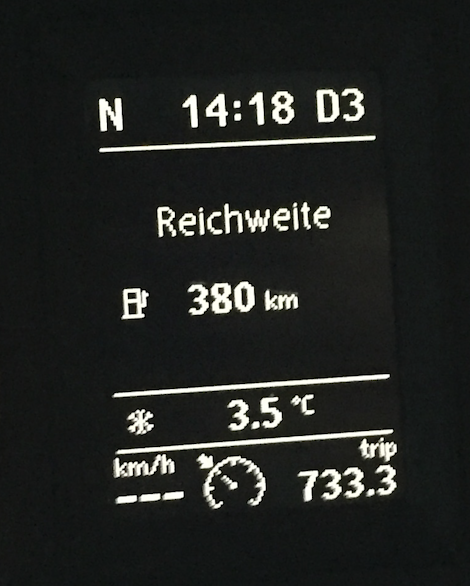 N 14:18 D3
Reichweite
380 km
3.5 °C
km/h trip
--- 733.3